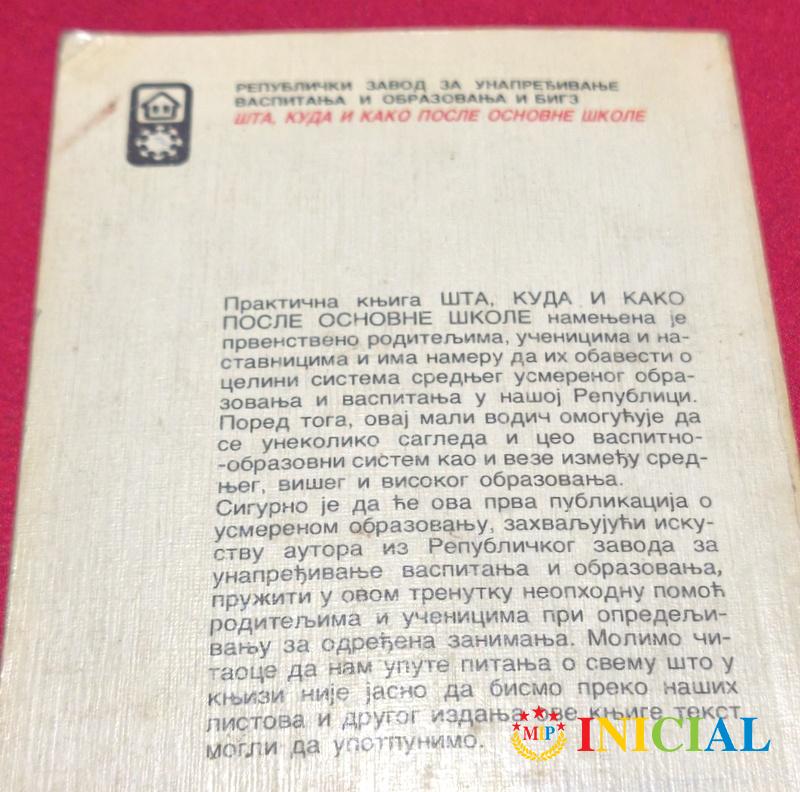 РЕПУБЛИЧКИ ЗАВОД ЗА УНАПРЕЂИВАЊЕ
ВАСПИТАЊА И ОБРАЗОВАЊА И БИГЗ
ШТА, КУДА И КАКО ПОСЛЕ ОСНОВНЕ ШКОЛЕ
Практична књига ШТА, КУДА И КАКО
ПОСЛЕ ОСНОВНЕ ШКОЛЕ намењена је
првенствено родитељима, ученицима и на-
ставницима и има намеру да их обавести о
целини система средњег усмереног обра-
зовања и васпитања у нашој Републици.
Поред тога, овај мали водич омогућује да
се унеколико сагледа и цео васпитно-
-образовни систем као и везе између сред-
њег, вишег и високог образовања.
Сигурно је да ће ова прва публикација о
усмереном образовању, захваљујући иску-
ству аутора из Републичког завода за
унапређивање васпитања и образовања,
пружити у овом тренутку неопходну помоћ
родитељима и ученицима при опредељи-
вању за одређена занимања. Молимо чи-
таоце да нам упуте питања о свему што у
књизи није јасно да бисмо преко наших
листова и другог издања ове књиге текст
могли да употпунимо.
MIP INICIAL